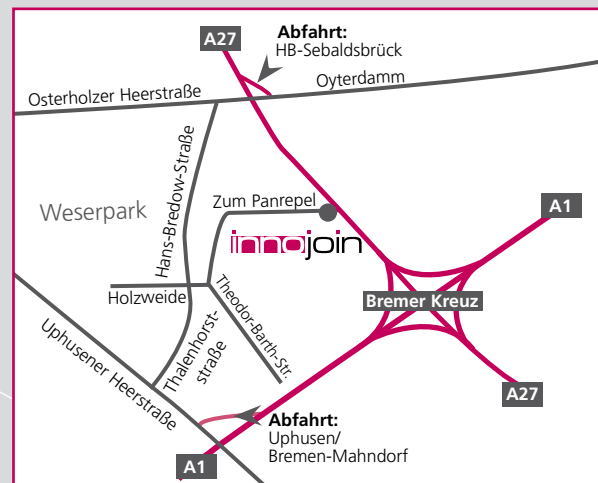 A27
Abfahrt:
HB-Sebaldsbrück
Oyterdamm
Osterholzer Heerstraße
Hans-Bredow-Straße
Weserpark
Zum Panrepel
A1
innojoin
Holzweide
Theodor-Barth-Str.
Bremer Kreuz
Thalenhorst-
straße
Uphusener Heerstraße
A27
Abfahrt:
Uphusen/
Bremen-Mahndorf
A1